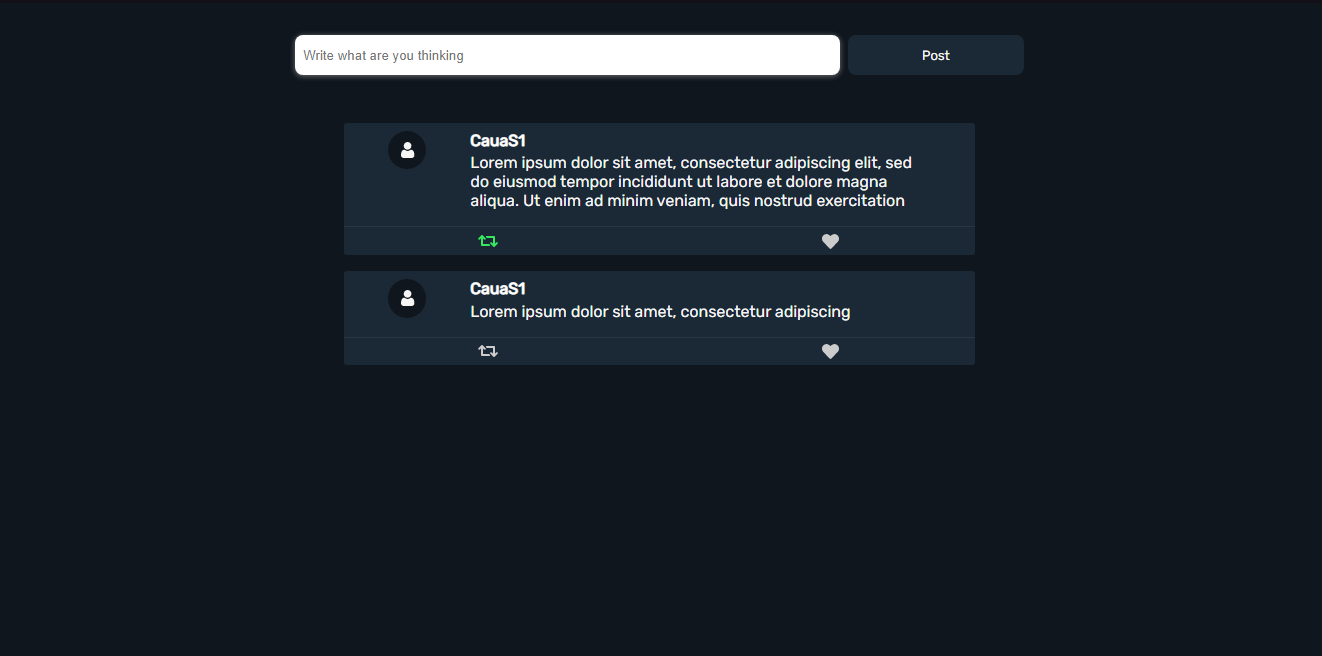 Write what are you thinking
Post
CauaS1
Lorem ipsum dolor sit amet, consectetur adipiscing elit, sed
do eiusmod tempor incididunt ut labore et dolore magna
aliqua. Ut enim ad minim veniam, quis nostrud exercitation
CauaS1
Lorem ipsum dolor sit amet, consectetur adipiscing